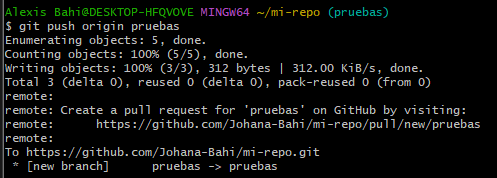 Alexis Bahi@DESKTOP-HFQVOVE MINGW64 ~/mi-repo (pruebas)
$ git push origin pruebas
Enumerating objects: 5, done.
Counting objects: 100% (5/5), done.
Writing objects: 100% (3/3), 312 bytes | 312.00 KiB/s, done.
Total 3 (delta 0), reused 0 (delta 0), pack-reused 0 (from 0)
remote:
remote: Create a pull request for 'pruebas' on GitHub by visiting:
remote:      https://github.com/Johana-Bahi/mi-repo/pull/new/pruebas
remote:
To https://github.com/Johana-Bahi/mi-repo.git
 * [new branch]      pruebas -> pruebas